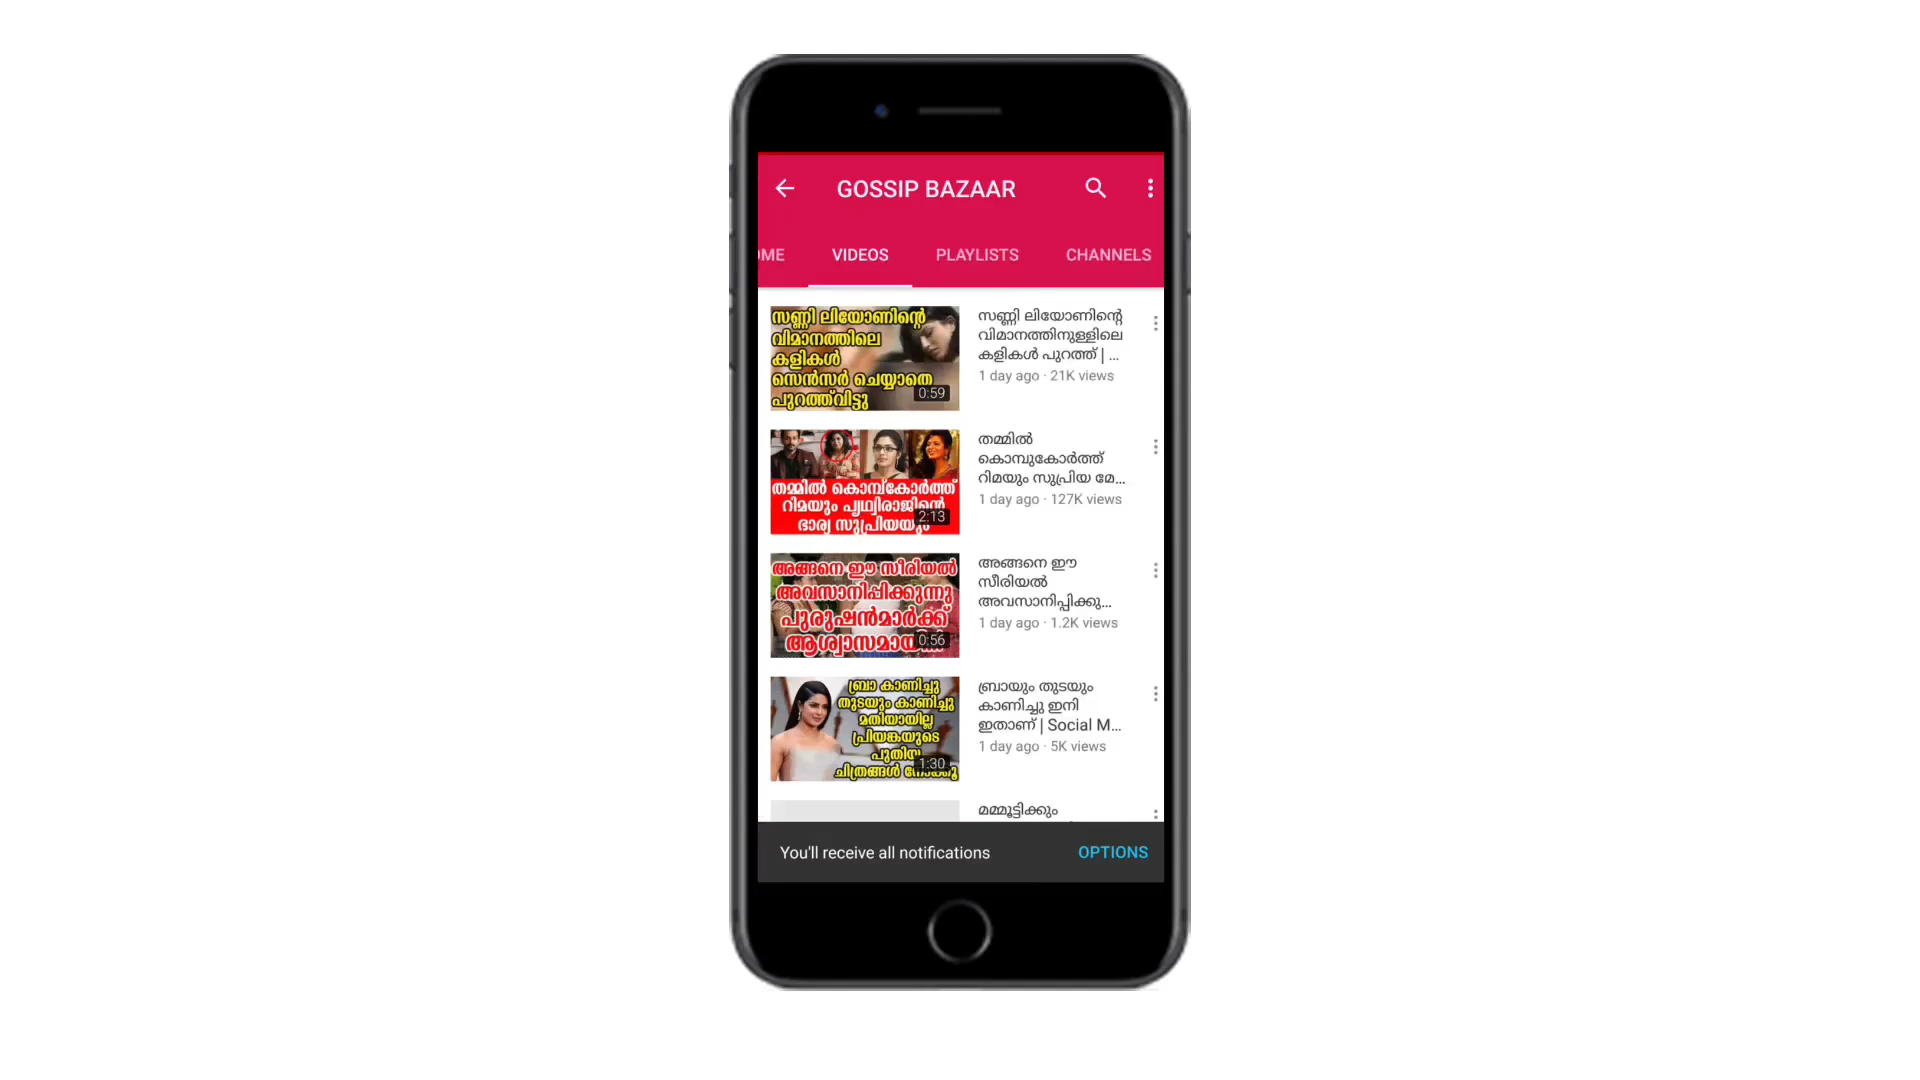 GOSSIP BAZAAR
OME
VIDEOS
PLAYLISTS
CHANNELS
സണ്ണി ലിയോണിന്റെ
വിമാനത്തിലെ
കളികൾ
സെൻസർ ചെയ്യാതെ
പുറത്ത്‌വിട്ടു
0:59
സണ്ണി ലിയോണിന്റെ
വിമാനത്തിനുള്ളിലെ
കളികൾ പുറത്ത് | ...
1 day ago · 21K views
തമ്മിൽ കൊമ്പ്കോർത്ത്
റിമയും പൃഥ്വിരാജിന്റെ
ഭാര്യ സുപ്രിയയും
2:13
തമ്മിൽ
കൊമ്പുകോർത്ത്
റിമയും സുപ്രിയ മേ...
1 day ago · 127K views
അങ്ങനെ ഈ സീരിയൽ
അവസാനിപ്പിക്കുന്നു
പുരുഷൻമാർക്ക്
0:56
അങ്ങനെ ഈ
സീരിയൽ
അവസാനിപ്പിക്കു...
1 day ago · 1.2K views
ബ്രാ കാണിച്ചു
തുടയും കാണിച്ചു
മതിയായില്ല
പ്രിയങ്കയുടെ
പുതിയ
ചിത്രങ്ങൾ നോക്കൂ
1:30
ബ്രായും തുടയും
കാണിച്ചു ഇനി
ഇതാണ് | Social M...
1 day ago · 5K views
മമ്മൂട്ടിക്കും
You'll receive all notifications
OPTIONS